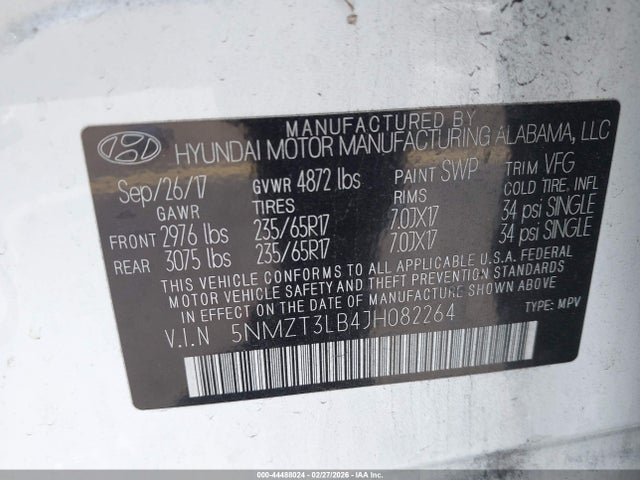 MANUFACTURED BY
HYUNDAI MOTOR MANUFACTURING ALABAMA, LLC
Sep/26/17 GVWR 4872 lbs PAINT SWP TRIM VFG
GAWR TIRES RIMS COLD TIRE INFL
FRONT 2976 lbs 235/65R17 7.0JX17 34 psi SINGLE
REAR 3075 lbs 235/65R17 7.0JX17 34 psi SINGLE
THIS VEHICLE CONFORMS TO ALL APPLICABLE U.S.A. FEDERAL
MOTOR VEHICLE SAFETY AND THEFT PREVENTION STANDARDS
IN EFFECT ON THE DATE OF MANUFACTURE SHOWN ABOVE.
V.I.N 5NMZT3LB4JH082264 TYPE: MPV
000-44488024 - 02/27/2026 - IAA Inc.